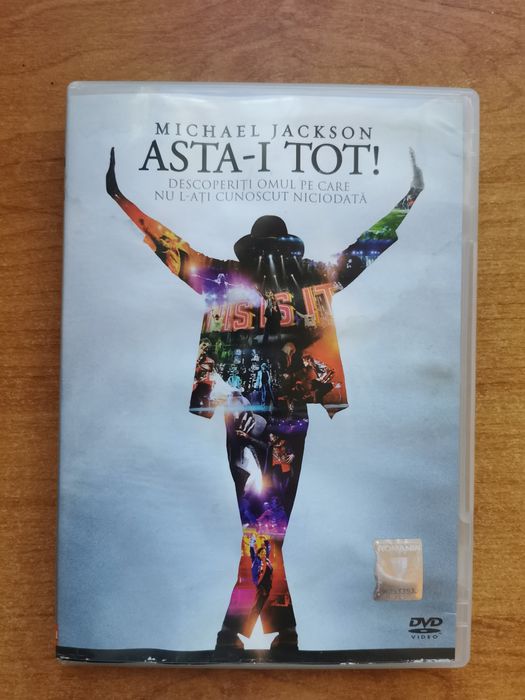 MICHAEL JACKSON
ASTA-I TOT!
DESCOPERIȚI OMUL PE CARE
NU L-AȚI CUNOSCUT NICIODATĂ
THIS IS IT
ROMANIA
DVD
VIDEO